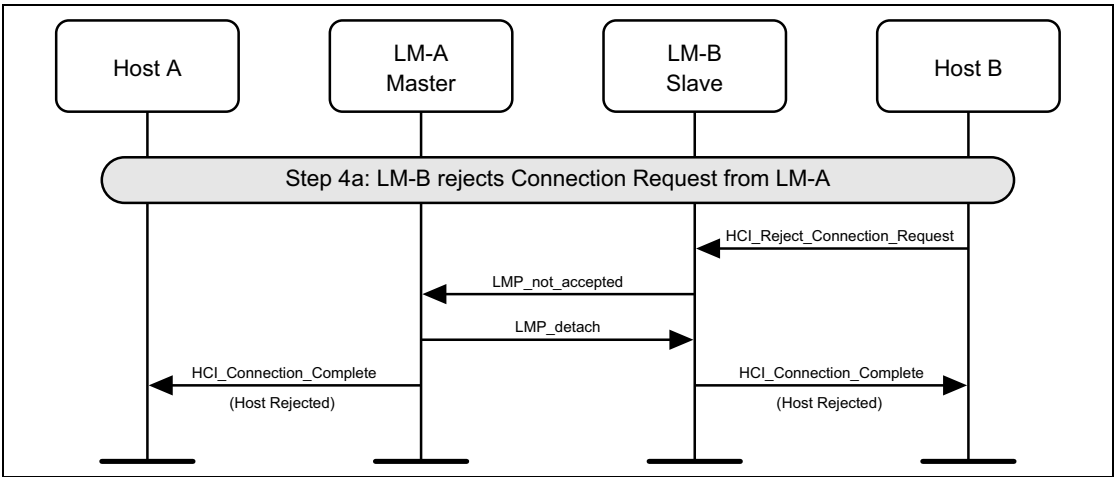 Host A
LM-A
Master
LM-B
Slave
Host B
Step 4a: LM-B rejects Connection Request from LM-A
HCI_Reject_Connection_Request
LMP_not_accepted
LMP_detach
HCI_Connection_Complete
(Host Rejected)
HCI_Connection_Complete
(Host Rejected)